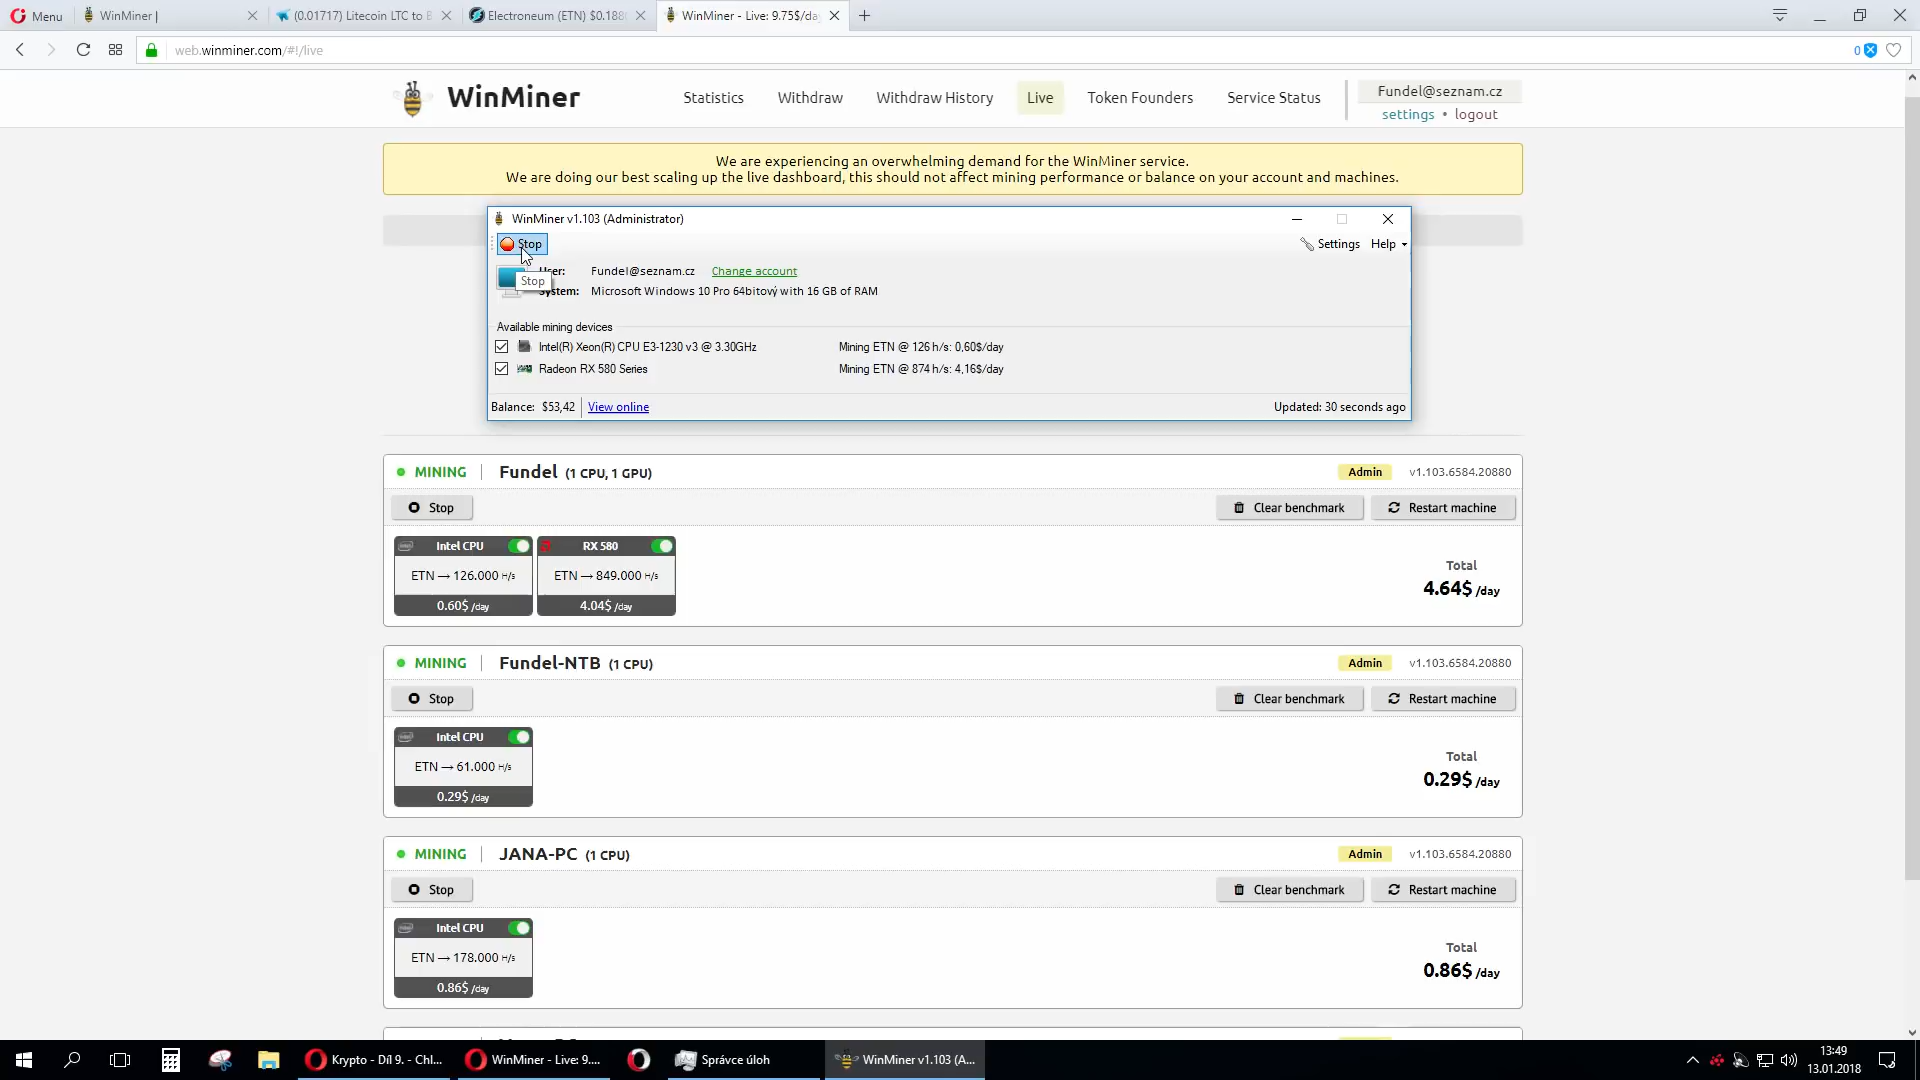 Menu
WinMiner |
(0.01717) Litecoin LTC to
Electroneum (ETN) $0.188
WinMiner - Live: 9.75$/da
web.winminer.com/#!/live
0
WinMiner
Statistics
Withdraw
Withdraw History
Live
Token Founders
Service Status
Fundel@seznam.cz
settings • logout
We are experiencing an overwhelming demand for the WinMiner service.
We are doing our best scaling up the live dashboard, this should not affect mining performance or balance on your account and machines.
WinMiner v1.103 (Administrator)
Stop
Settings Help
User: Fundel@seznam.cz Change account
Stop
System: Microsoft Windows 10 Pro 64bitový with 16 GB of RAM
Available mining devices
Intel(R) Xeon(R) CPU E3-1230 v3 @ 3.30GHz Mining ETN @ 126 h/s: 0,60$/day
Radeon RX 580 Series Mining ETN @ 874 h/s: 4,16$/day
Balance: $53,42 View online Updated: 30 seconds ago
MINING Fundel (1 CPU, 1 GPU) Admin v1.103.6584.20880
Stop Clear benchmark Restart machine
Intel CPU RX 580
ETN → 126.000 H/s ETN → 849.000 H/s
0.60$ /day 4.04$ /day
Total
4.64$ /day
MINING Fundel-NTB (1 CPU) Admin v1.103.6584.20880
Stop Clear benchmark Restart machine
Intel CPU
ETN → 61.000 H/s
0.29$ /day
Total
0.29$ /day
MINING JANA-PC (1 CPU) Admin v1.103.6584.20880
Stop Clear benchmark Restart machine
Intel CPU
ETN → 178.000 H/s
0.86$ /day
Total
0.86$ /day
Krypto - Díl 9. - Chl...
WinMiner - Live: 9....
Správce úloh
WinMiner v1.103 (A...
13:49
13.01.2018